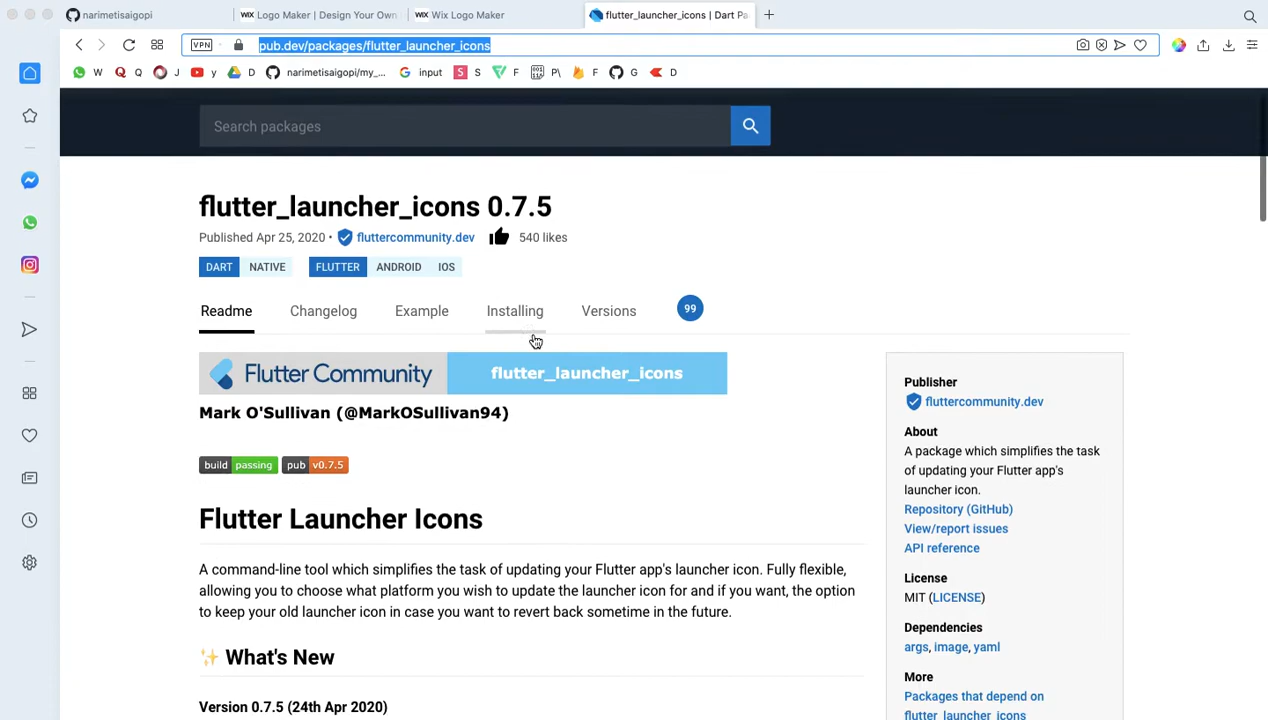 narimetisaigopi
WIX Logo Maker | Design Your Own
WIX Wix Logo Maker
flutter_launcher_icons | Dart Pa
VPN
pub.dev/packages/flutter_launcher_icons
W Q J y D narimetisaigopi/my_... input S F P\ F G D
Search packages
flutter_launcher_icons 0.7.5
Published Apr 25, 2020 • fluttercommunity.dev 540 likes
DART NATIVE FLUTTER ANDROID IOS
Readme Changelog Example Installing Versions 99
Flutter Community flutter_launcher_icons
Mark O'Sullivan (@MarkOSullivan94)
build passing pub v0.7.5
Flutter Launcher Icons
A command-line tool which simplifies the task of updating your Flutter app's launcher icon. Fully flexible,
allowing you to choose what platform you wish to update the launcher icon for and if you want, the option
to keep your old launcher icon in case you want to revert back sometime in the future.
✨ What's New
Version 0.7.5 (24th Apr 2020)
Publisher
fluttercommunity.dev
About
A package which simplifies the task
of updating your Flutter app's
launcher icon.
Repository (GitHub)
View/report issues
API reference
License
MIT (LICENSE)
Dependencies
args, image, yaml
More
Packages that depend on
flutter_launcher_icons